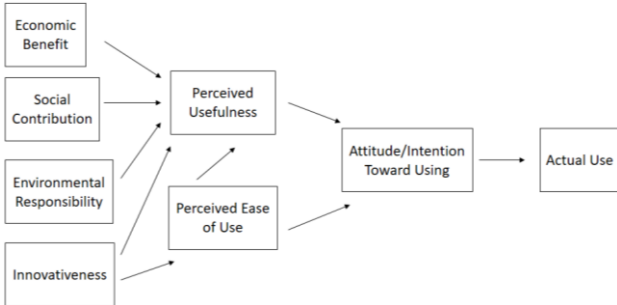 Economic
Benefit
Social
Contribution
Environmental
Responsibility
Innovativeness
Perceived
Usefulness
Perceived Ease
of Use
Attitude/Intention
Toward Using
Actual Use